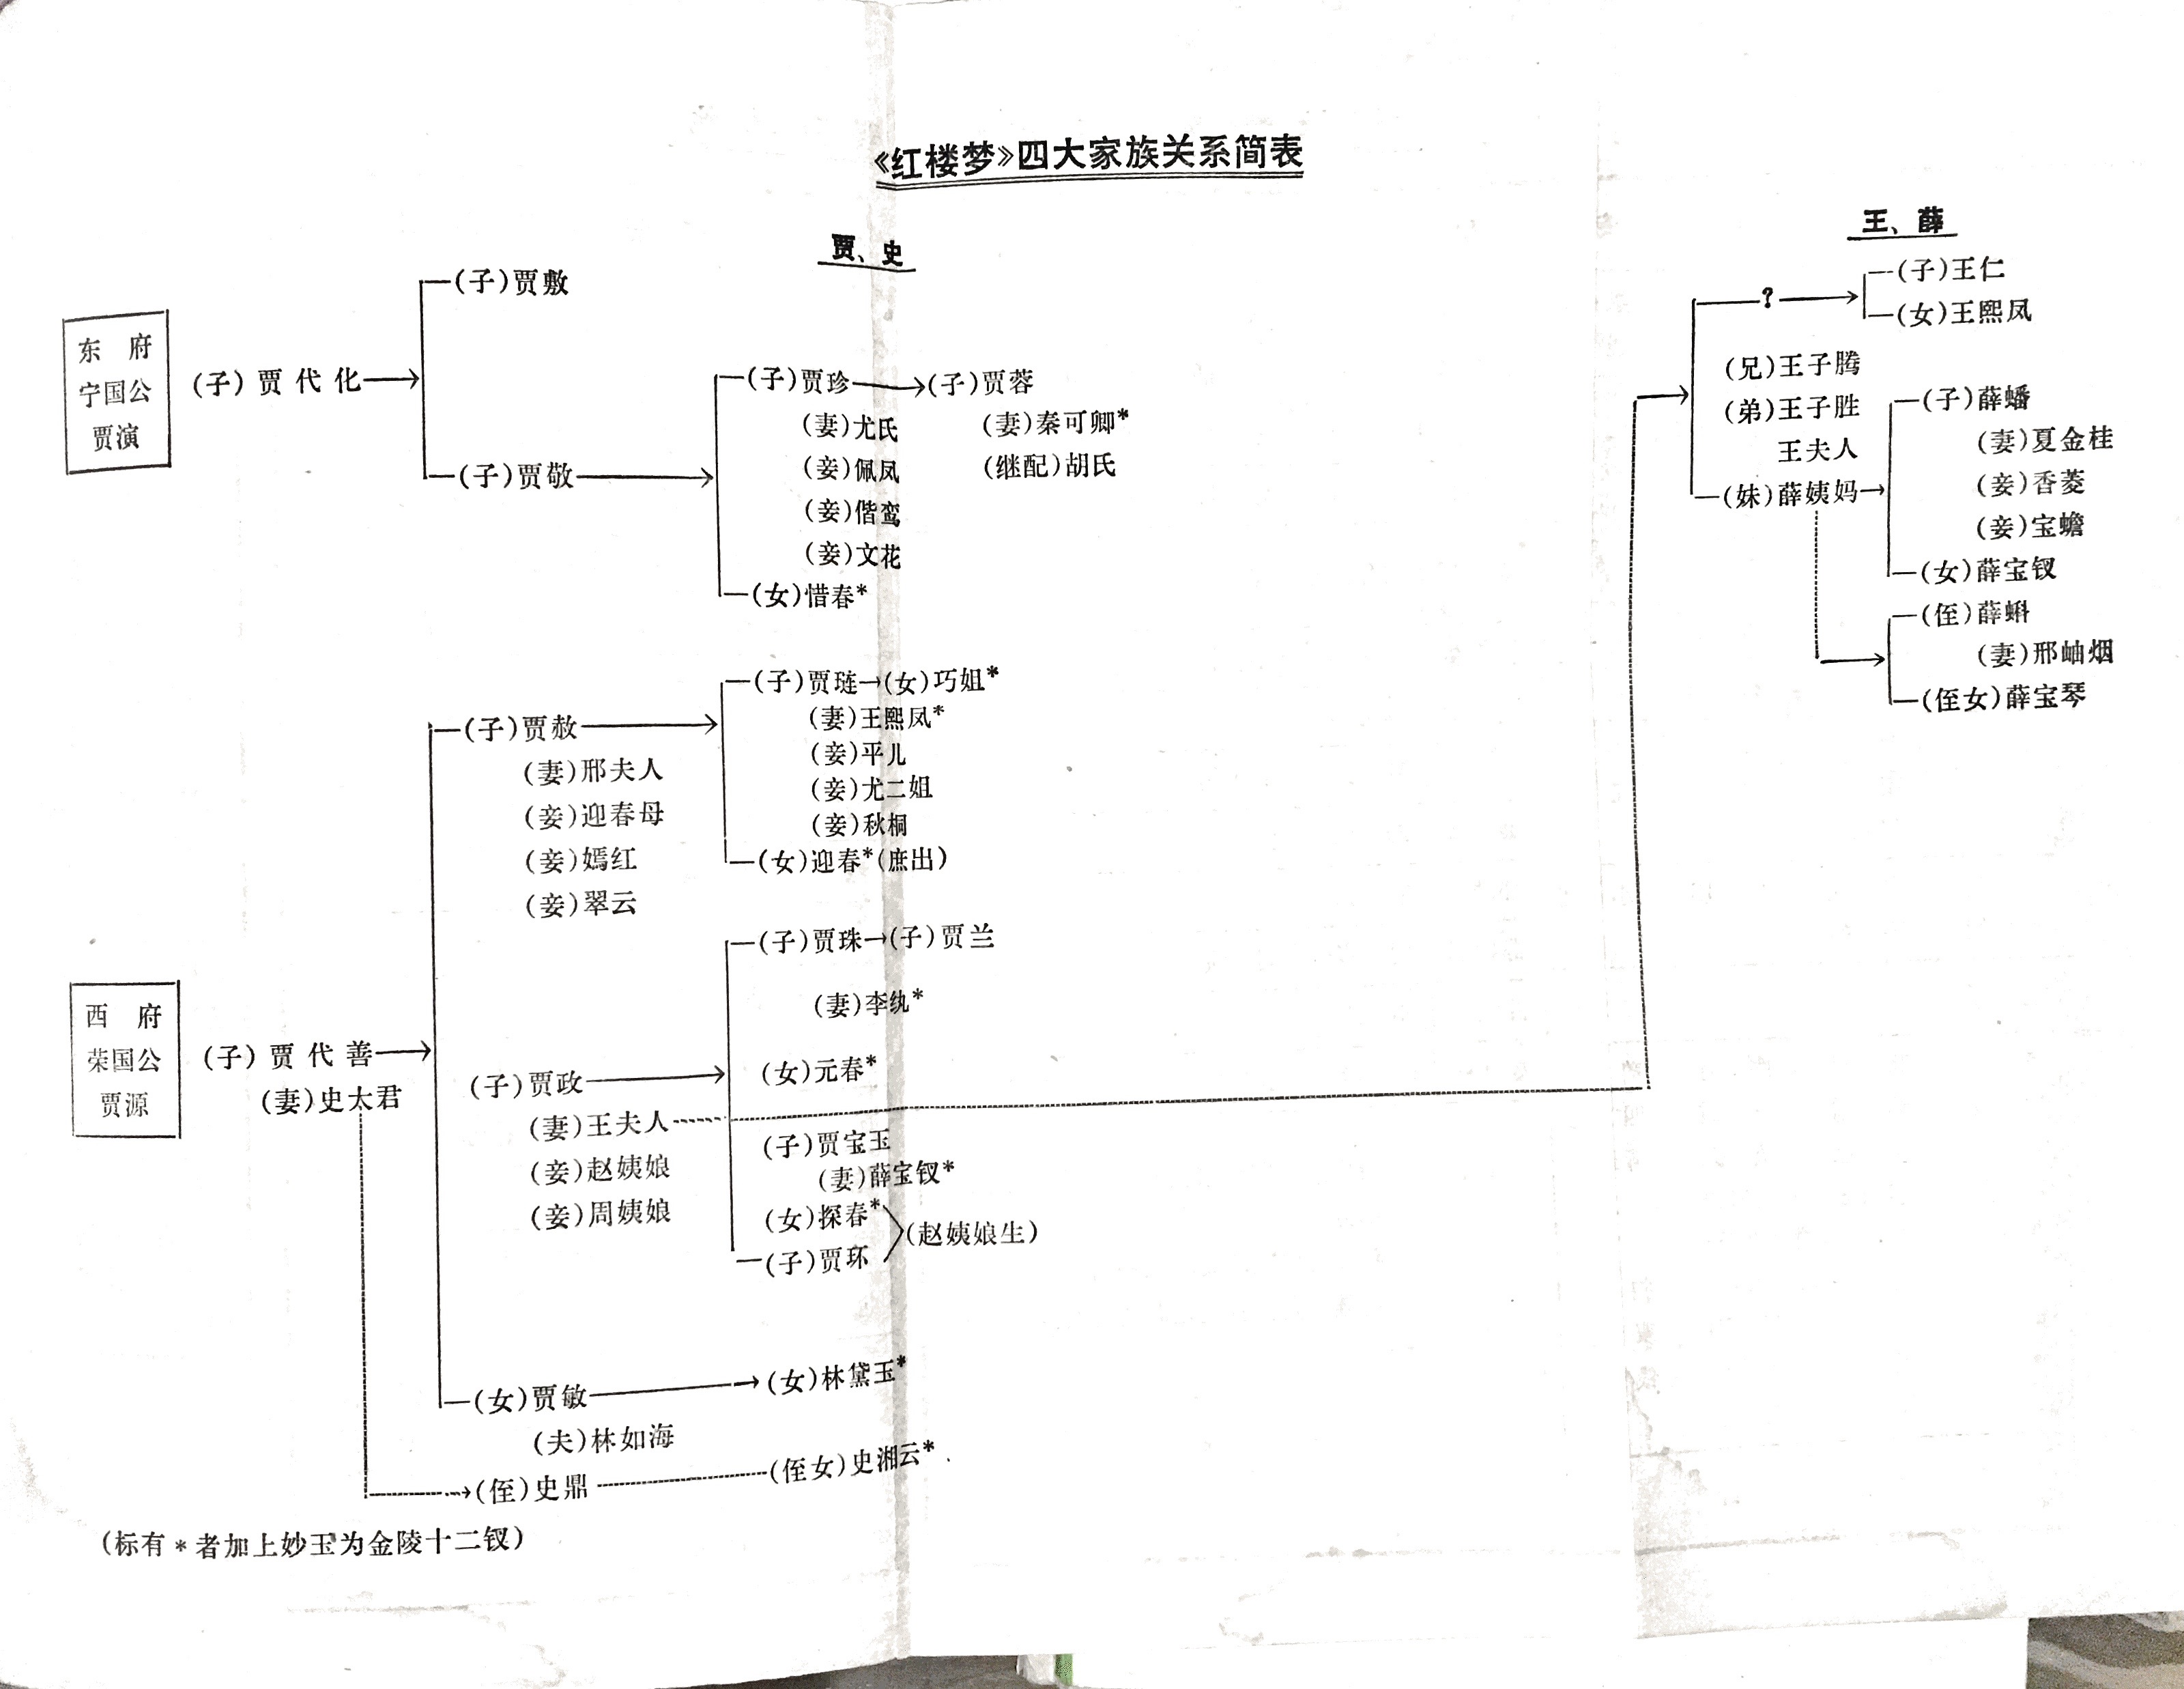 《红楼梦》四大家族关系简表
贾、史
东 府
宁国公
贾演
(子)贾代化
(子)贾敷
(子)贾敬
(子)贾珍
(子)贾蓉
(妻)尤氏
(妻)秦可卿*
(妾)佩凤
(继配)胡氏
(妾)偕鸾
(妾)文花
(女)惜春*
西 府
荣国公
贾源
(子)贾代善
(妻)史太君
(子)贾赦
(妻)邢夫人
(妾)迎春母
(妾)嫣红
(妾)翠云
(子)贾琏
(女)巧姐*
(妻)王熙凤*
(妾)平儿
(妾)尤二姐
(妾)秋桐
(女)迎春*(庶出)
(子)贾政
(妻)王夫人
(妾)赵姨娘
(妾)周姨娘
(子)贾珠
(子)贾兰
(妻)李纨*
(女)元春*
(子)贾宝玉
(妻)薛宝钗*
(女)探春*
(子)贾环
(赵姨娘生)
(女)贾敏
(夫)林如海
(女)林黛玉*
(侄)史鼎
(侄女)史湘云*
(标有*者加上妙玉为金陵十二钗)
王、薛
?
(子)王仁
(女)王熙凤
(兄)王子腾
(弟)王子胜
王夫人
(妹)薛姨妈
(子)薛蟠
(妻)夏金桂
(妾)香菱
(妾)宝蟾
(女)薛宝钗
(侄)薛蝌
(妻)邢岫烟
(侄女)薛宝琴